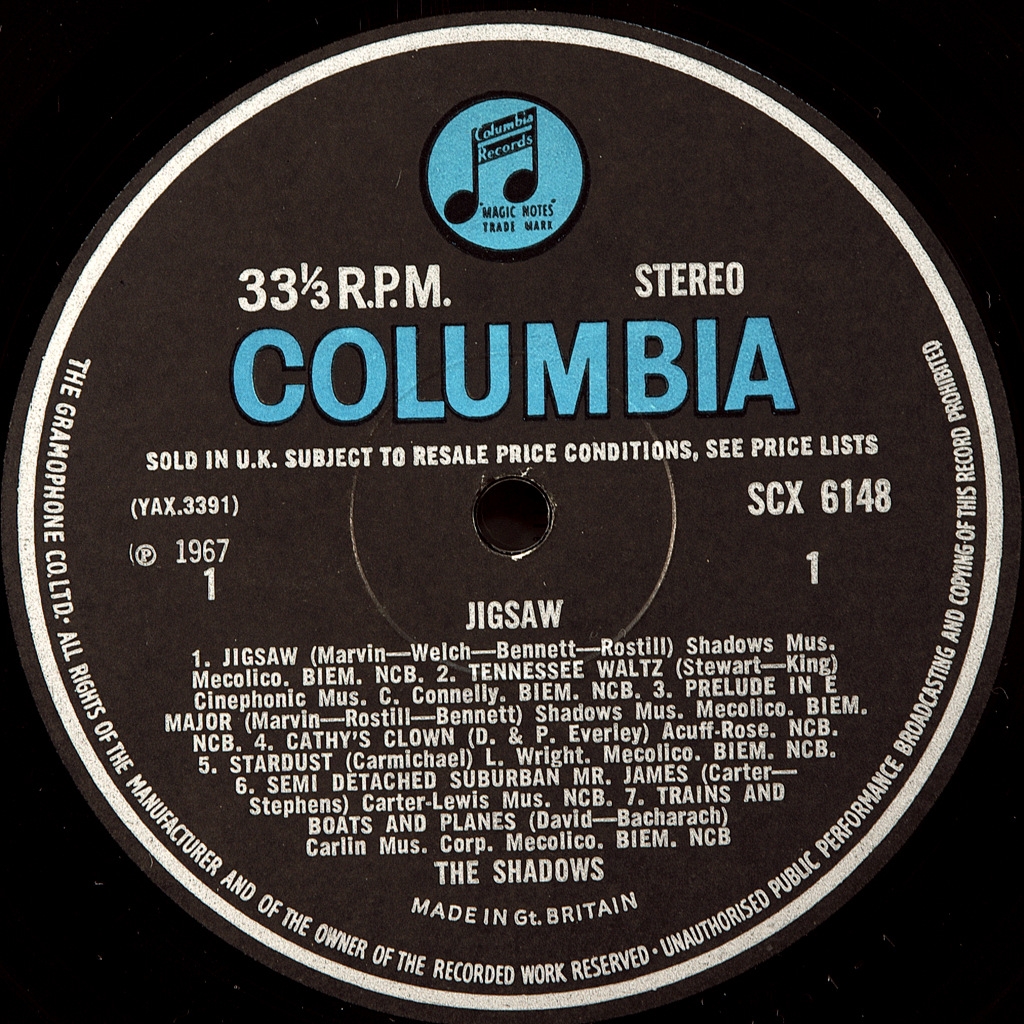 Columbia
Records
"MAGIC NOTES"
TRADE MARK
33⅓ R.P.M.
STEREO
COLUMBIA
SOLD IN U.K. SUBJECT TO RESALE PRICE CONDITIONS, SEE PRICE LISTS
(YAX.3391)
SCX 6148
(℗ 1967
1
1
JIGSAW
1. JIGSAW (Marvin—Welch—Bennett—Rostill) Shadows Mus.
Mecolico. BIEM. NCB. 2. TENNESSEE WALTZ (Stewart—King)
Cinephonic Mus. C. Connelly. BIEM. NCB. 3. PRELUDE IN E
MAJOR (Marvin—Rostill—Bennett) Shadows Mus. Mecolico. BIEM.
NCB. 4. CATHY'S CLOWN (D. & P. Everley) Acuff-Rose. NCB.
5. STARDUST (Carmichael) L. Wright. Mecolico. BIEM. NCB.
6. SEMI DETACHED SUBURBAN MR. JAMES (Carter—
Stephens) Carter-Lewis Mus. NCB. 7. TRAINS AND
BOATS AND PLANES (David—Bacharach)
Carlin Mus. Corp. Mecolico. BIEM. NCB
THE SHADOWS
MADE IN Gt. BRITAIN
THE GRAMOPHONE CO. LTD. · ALL RIGHTS OF THE MANUFACTURER AND OF THE OWNER OF THE RECORDED WORK RESERVED · UNAUTHORISED PUBLIC PERFORMANCE BROADCASTING AND COPYING OF THIS RECORD PROHIBITED